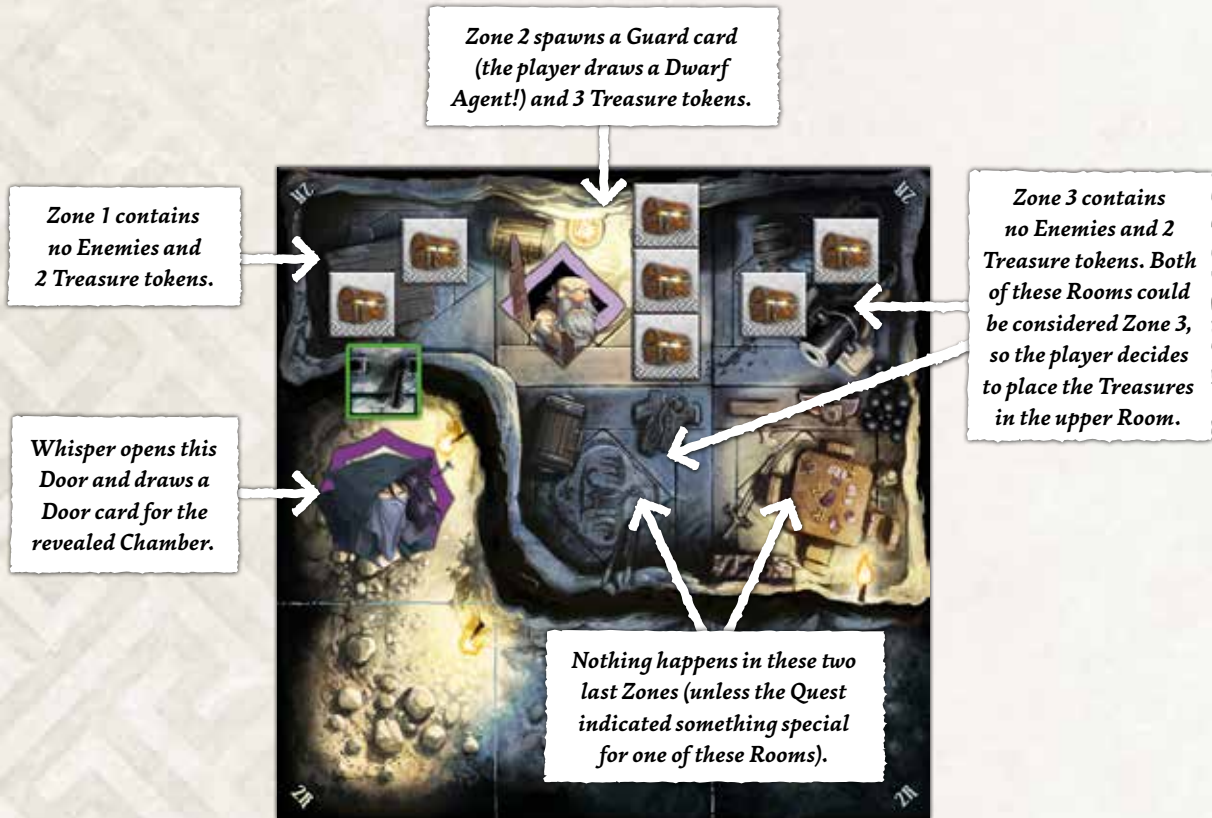 Zone 2 spawns a Guard card
(the player draws a Dwarf
Agent!) and 3 Treasure tokens.
Zone 1 contains
no Enemies and
2 Treasure tokens.
Zone 3 contains
no Enemies and 2
Treasure tokens. Both
of these Rooms could
be considered Zone 3,
so the player decides
to place the Treasures
in the upper Room.
Whisper opens this
Door and draws a
Door card for the
revealed Chamber.
Nothing happens in these two
last Zones (unless the Quest
indicated something special
for one of these Rooms).
2R
2R
2R
2R